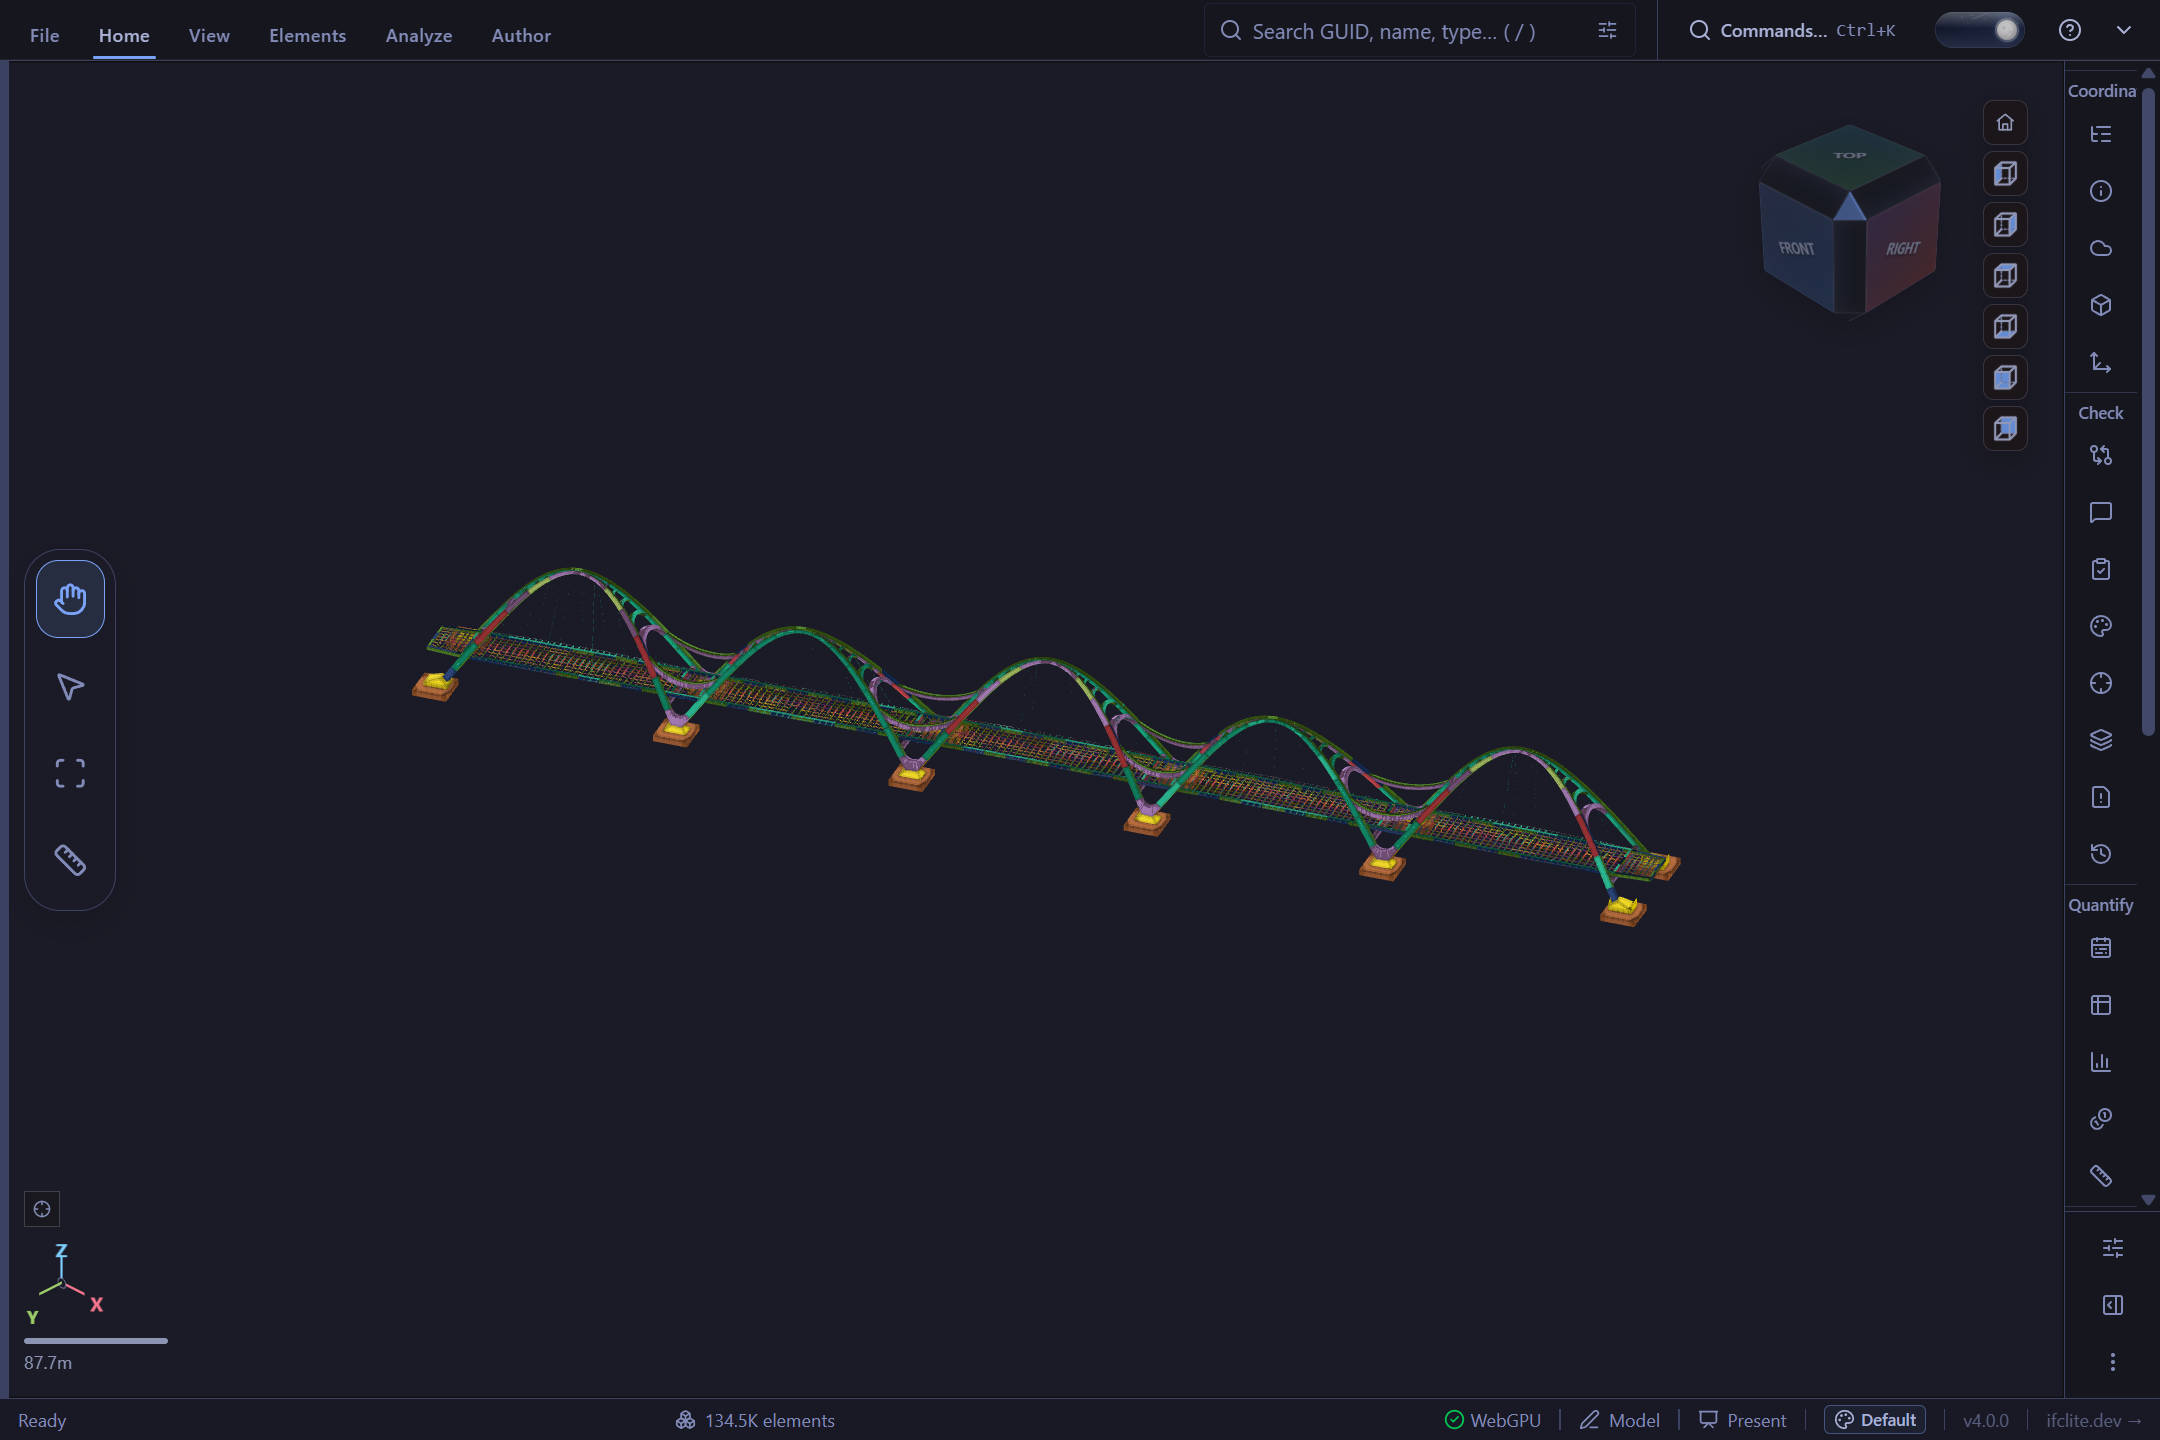 File Home View Elements Analyze Author
Search GUID, name, type... ( / )
Commands... Ctrl+K
Coordina
TOP
FRONT
RIGHT
Check
Quantify
Z
X
Y
87.7m
Ready
134.5K elements
WebGPU
Model
Present
Default
v4.0.0
ifclite.dev →